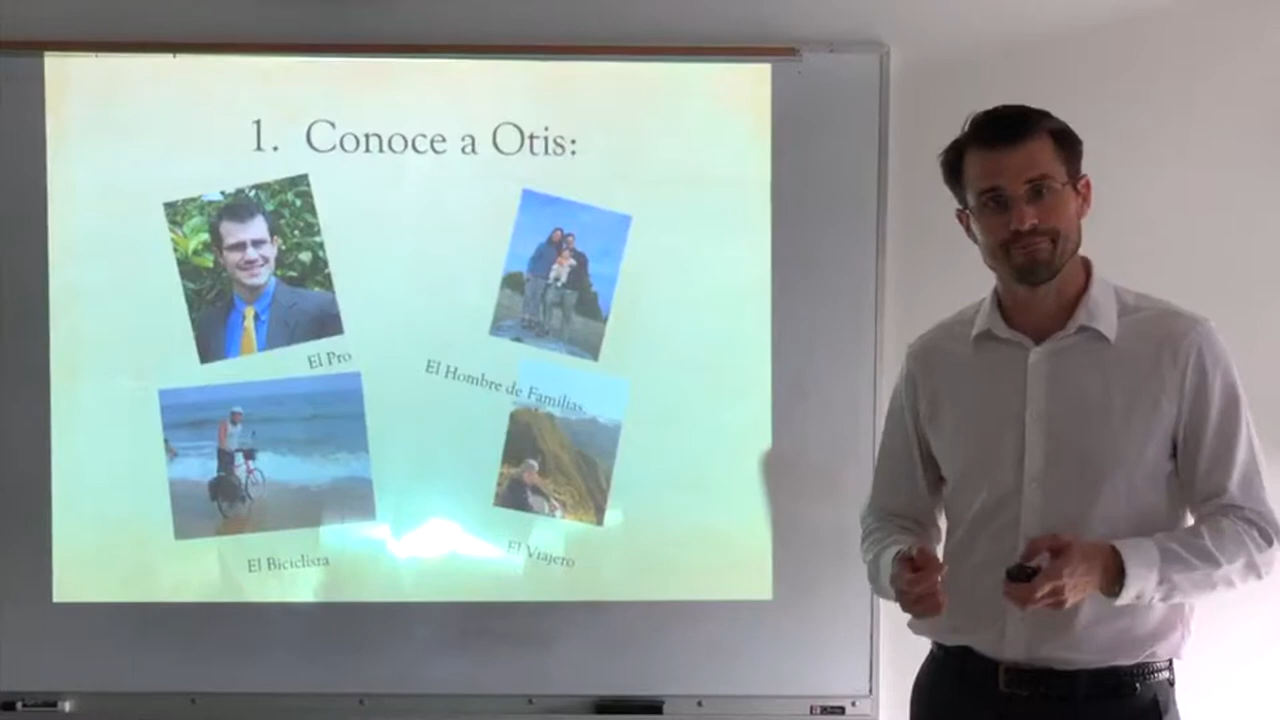 1. Conoce a Otis:
El Pro
El Hombre de Familias.
El Biciclista
El Viajero